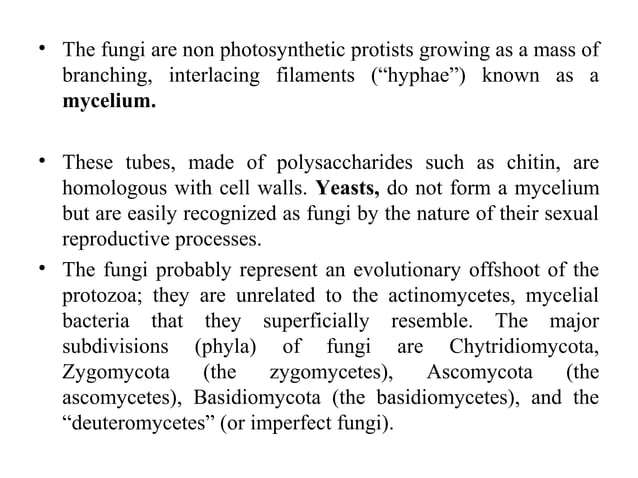 • The fungi are non photosynthetic protists growing as a mass of
branching, interlacing filaments (“hyphae”) known as a
mycelium.
• These tubes, made of polysaccharides such as chitin, are
homologous with cell walls. Yeasts, do not form a mycelium
but are easily recognized as fungi by the nature of their sexual
reproductive processes.
• The fungi probably represent an evolutionary offshoot of the
protozoa; they are unrelated to the actinomycetes, mycelial
bacteria that they superficially resemble. The major
subdivisions (phyla) of fungi are Chytridiomycota,
Zygomycota (the zygomycetes), Ascomycota (the
ascomycetes), Basidiomycota (the basidiomycetes), and the
“deuteromycetes” (or imperfect fungi).